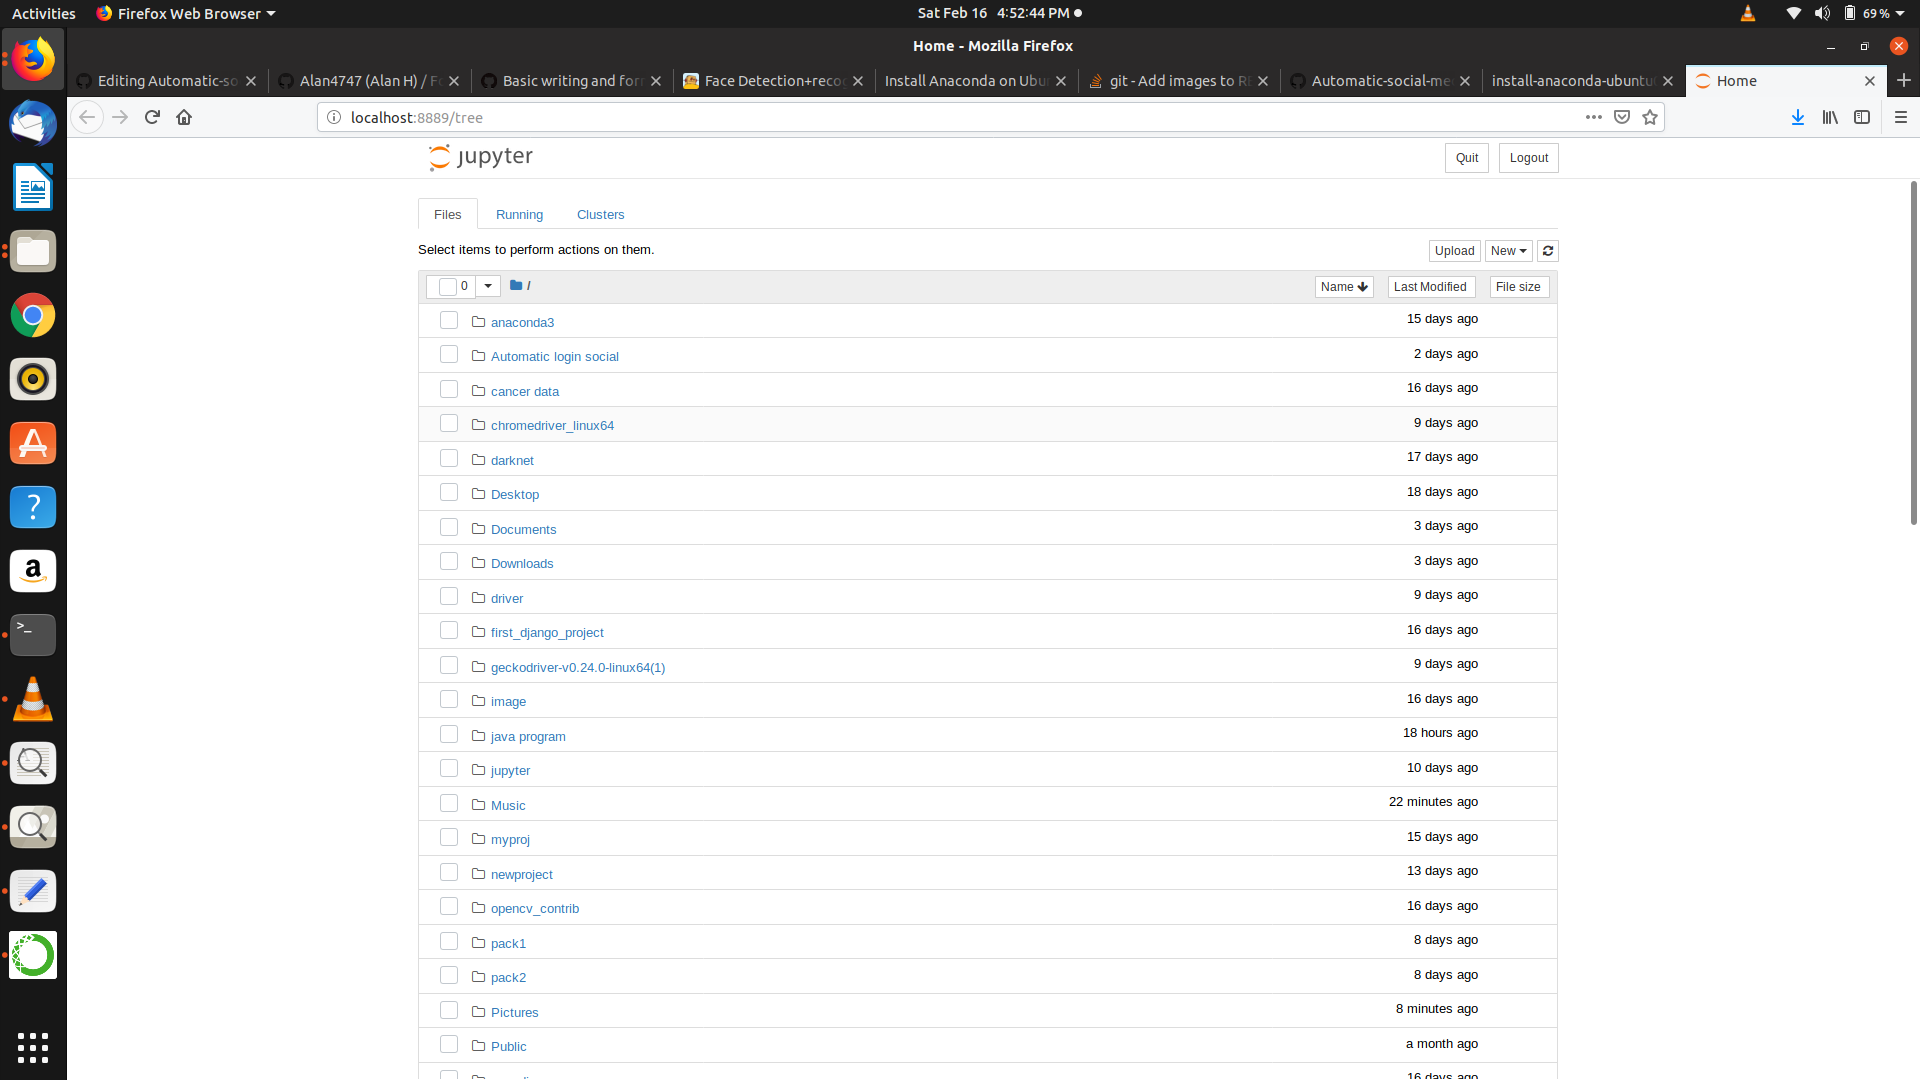 Activities Firefox Web Browser Sat Feb 16 4:52:44 PM 69 %
Home - Mozilla Firefox
Editing Automatic-so Alan4747 (Alan H) / Fo Basic writing and for Face Detection+recog Install Anaconda on Ubu git - Add images to RE Automatic-social-me install-anaconda-ubuntu Home
localhost:8889/tree
jupyter Quit Logout
Files Running Clusters
Select items to perform actions on them. Upload New
0 / Name Last Modified File size
anaconda3 15 days ago
Automatic login social 2 days ago
cancer data 16 days ago
chromedriver_linux64 9 days ago
darknet 17 days ago
Desktop 18 days ago
Documents 3 days ago
Downloads 3 days ago
driver 9 days ago
first_django_project 16 days ago
geckodriver-v0.24.0-linux64(1) 9 days ago
image 16 days ago
java program 18 hours ago
jupyter 10 days ago
Music 22 minutes ago
myproj 15 days ago
newproject 13 days ago
opencv_contrib 16 days ago
pack1 8 days ago
pack2 8 days ago
Pictures 8 minutes ago
Public a month ago
16 days ago